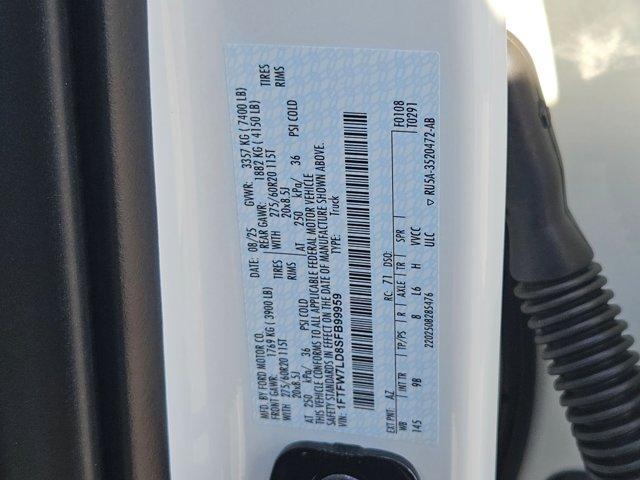 MFD. BY FORD MOTOR CO.
DATE: 08/25 GVWR: 3357 KG ( 7400 LB)
FRONT GAWR: 1769 KG ( 3900 LB) REAR GAWR: 1882 KG ( 4150 LB)
WITH 275/60R20 115T TIRES WITH 275/60R20 115T TIRES
20x8.5J RIMS 20x8.5J RIMS
AT 250 kPa/ 36 PSI COLD AT 250 kPa/ 36 PSI COLD
THIS VEHICLE CONFORMS TO ALL APPLICABLE FEDERAL MOTOR VEHICLE
SAFETY STANDARDS IN EFFECT ON THE DATE OF MANUFACTURE SHOWN ABOVE.
VIN: 1FTFW7LD8SFB99959 TYPE: Truck
EXT PNT: AZ RC: 71 DSO: F0108
WB INT TR TP/PS R AXLE TR SPR T0291
145 9B 8 L6 H VVCC
220250828547​6 ULC ▽ RU5A-3520472-AB